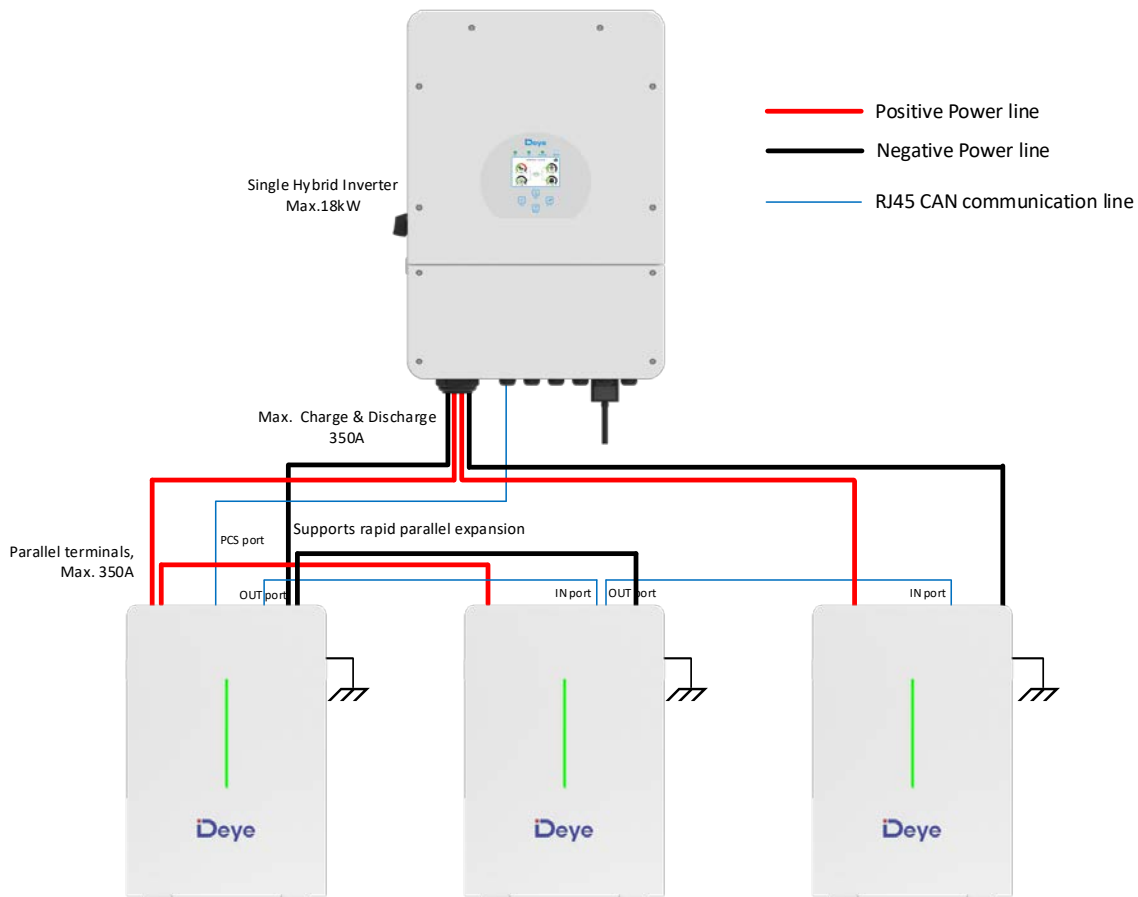 Deye
Positive Power line
Negative Power line
RJ45 CAN communication line
Single Hybrid Inverter
Max.18kW
Max. Charge & Discharge
350A
Supports rapid parallel expansion
PCS port
Parallel terminals,
Max. 350A
OUT port
IN port
OUT port
IN port
Deye
Deye
Deye